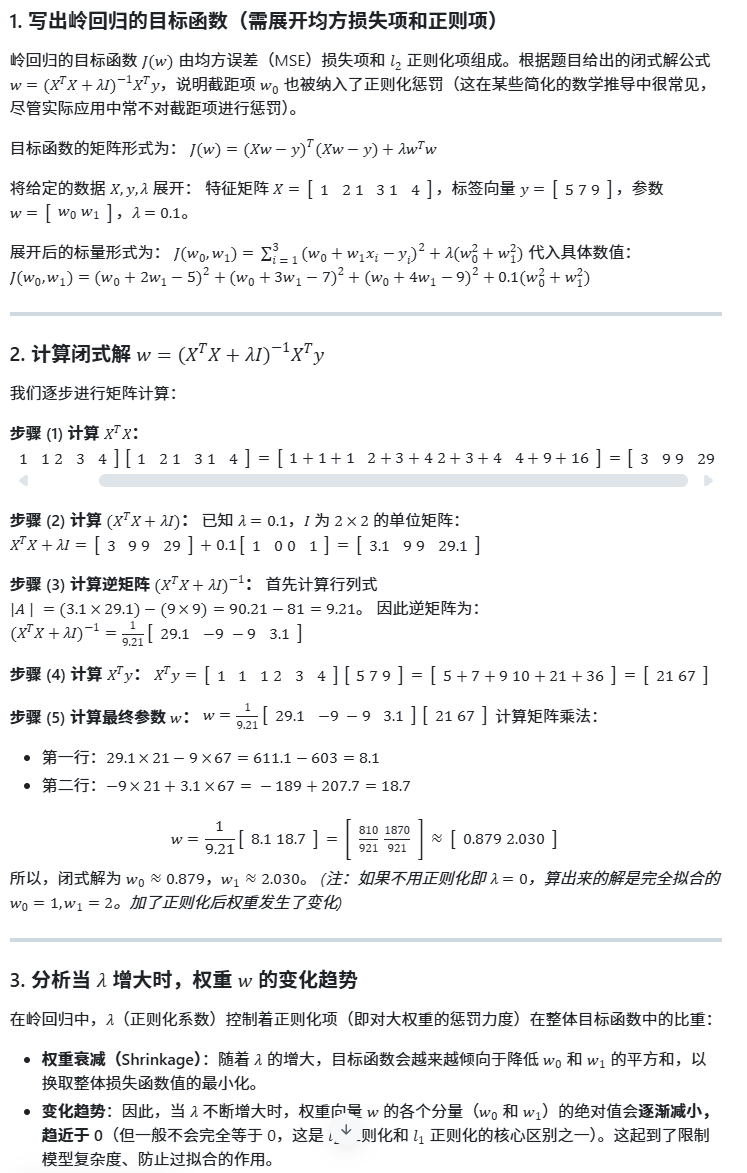 1. 写出岭回归的目标函数（需展开均方损失项和正则项）
岭回归的目标函数 J(w) 由均方误差（MSE）损失项和 l₂ 正则化项组成。根据题目给出的闭式解公式
w = (XᵀX + λI)⁻¹Xᵀy，说明截距项 w₀ 也被纳入了正则化惩罚（这在某些简化的数学推导中很常见，
尽管实际应用中常不对截距项进行惩罚）。
目标函数的矩阵形式为： J(w) = (Xw − y)ᵀ(Xw − y) + λwᵀw
将给定的数据 X, y, λ 展开： 特征矩阵 X = [ 1 2 1 3 1 4 ]，标签向量 y = [ 5 7 9 ]，参数
w = [ w₀ w₁ ]，λ = 0.1。
展开后的标量形式为： J(w₀, w₁) = ∑³ᵢ₌₁ (w₀ + w₁xᵢ − yᵢ)² + λ(w₀² + w₁²) 代入具体数值：
J(w₀,w₁) = (w₀ + 2w₁ − 5)² + (w₀ + 3w₁ − 7)² + (w₀ + 4w₁ − 9)² + 0.1(w₀² + w₁²)
2. 计算闭式解 w = (XᵀX + λI)⁻¹Xᵀy
我们逐步进行矩阵计算：
步骤 (1) 计算 XᵀX：
1 1 2 3 4 ] [ 1 2 1 3 1 4 ] = [ 1 + 1 + 1 2 + 3 + 4 2 + 3 + 4 4 + 9 + 16 ] = [ 3 9 9 29
步骤 (2) 计算 (XᵀX + λI)： 已知 λ = 0.1，I 为 2 × 2 的单位矩阵：
XᵀX + λI = [ 3 9 9 29 ] + 0.1[ 1 0 0 1 ] = [ 3.1 9 9 29.1 ]
步骤 (3) 计算逆矩阵 (XᵀX + λI)⁻¹： 首先计算行列式
|A | = (3.1 × 29.1) − (9 × 9) = 90.21 − 81 = 9.21。 因此逆矩阵为：
(XᵀX + λI)⁻¹ = 1/9.21 [ 29.1 −9 − 9 3.1 ]
步骤 (4) 计算 Xᵀy： Xᵀy = [ 1 1 1 2 3 4 ] [ 5 7 9 ] = [ 5 + 7 + 9 10 + 21 + 36 ] = [ 21 67 ]
步骤 (5) 计算最终参数 w： w = 1/9.21 [ 29.1 −9 − 9 3.1 ] [ 21 67 ] 计算矩阵乘法：
• 第一行：29.1 × 21 − 9 × 67 = 611.1 − 603 = 8.1
• 第二行：−9 × 21 + 3.1 × 67 = − 189 + 207.7 = 18.7
w = 1/9.21 [ 8.1 18.7 ] = [ 810/921 1870/921 ] ≈ [ 0.879 2.030 ]
所以，闭式解为 w₀ ≈ 0.879，w₁ ≈ 2.030。 (注：如果不用正则化即 λ = 0，算出来的解是完全拟合的
w₀ = 1,w₁ = 2。加了正则化后权重发生了变化)
3. 分析当 λ 增大时，权重 w 的变化趋势
在岭回归中，λ（正则化系数）控制着正则化项（即对大权重的惩罚力度）在整体目标函数中的比重：
• 权重衰减（Shrinkage）：随着 λ 的增大，目标函数会越来越倾向于降低 w₀ 和 w₁ 的平方和，以
换取整体损失函数值的最小化。
• 变化趋势：因此，当 λ 不断增大时，权重向量 w 的各个分量（w₀ 和 w₁）的绝对值会逐渐减小，
趋近于 0（但一般不会完全等于 0，这是 则化和 l₁ 正则化的核心区别之一）。这起到了限制
模型复杂度、防止过拟合的作用。